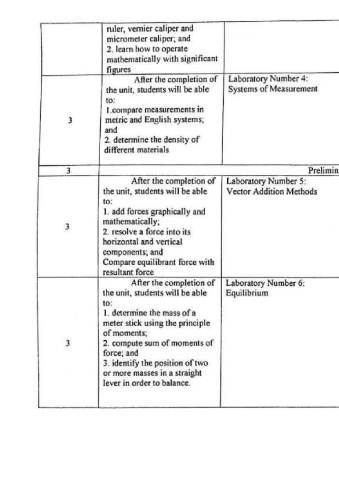 ruler, vernier caliper and
micrometer caliper; and
2. learn how to operate
mathematically with significant
figures
3
After the completion of
the unit, students will be able
to:
1.compare measurements in
metric and English systems;
and
2. determine the density of
different materials
Laboratory Number 4:
Systems of Measurement
3
Prelimin
3
After the completion of
the unit, students will be able
to:
1. add forces graphically and
mathematically;
2. resolve a force into its
horizontal and vertical
components; and
Compare equilibrant force with
resultant force
Laboratory Number 5:
Vector Addition Methods
3
After the completion of
the unit, students will be able
to:
1. determine the mass of a
meter stick using the principle
of moments;
2. compute sum of moments of
force; and
3. identify the position of two
or more masses in a straight
lever in order to balance.
Laboratory Number 6:
Equilibrium